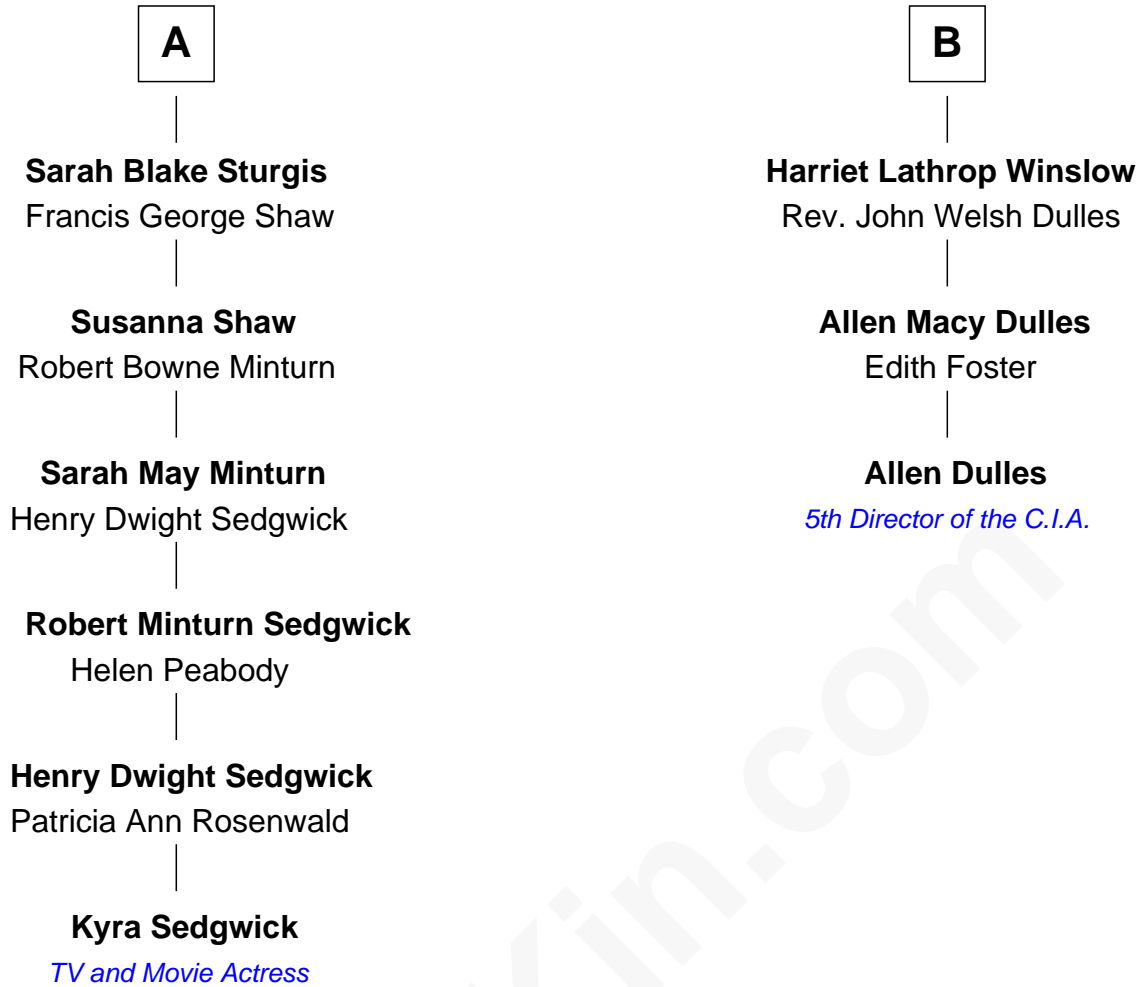 A
Sarah Blake Sturgis
Francis George Shaw
Susanna Shaw
Robert Bowne Minturn
Sarah May Minturn
Henry Dwight Sedgwick
Robert Minturn Sedgwick
Helen Peabody
Henry Dwight Sedgwick
Patricia Ann Rosenwald
Kyra Sedgwick
TV and Movie Actress
B
Harriet Lathrop Winslow
Rev. John Welsh Dulles
Allen Macy Dulles
Edith Foster
Allen Dulles
5th Director of the C.I.A.
Kin.com